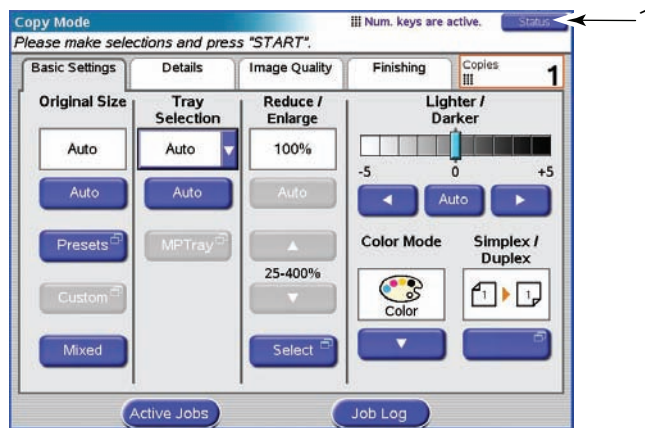 Copy Mode
Num. keys are active.
Status
1
Please make selections and press "START".
Basic Settings
Details
Image Quality
Finishing
Copies
1
Original Size
Auto
Auto
Presets
Custom
Mixed
Tray
Selection
Auto
Auto
MPTray
Reduce /
Enlarge
100%
Auto
25-400%
Select
Lighter /
Darker
-5
0
+5
Auto
Color Mode
Color
Simplex /
Duplex
1
1
Active Jobs
Job Log